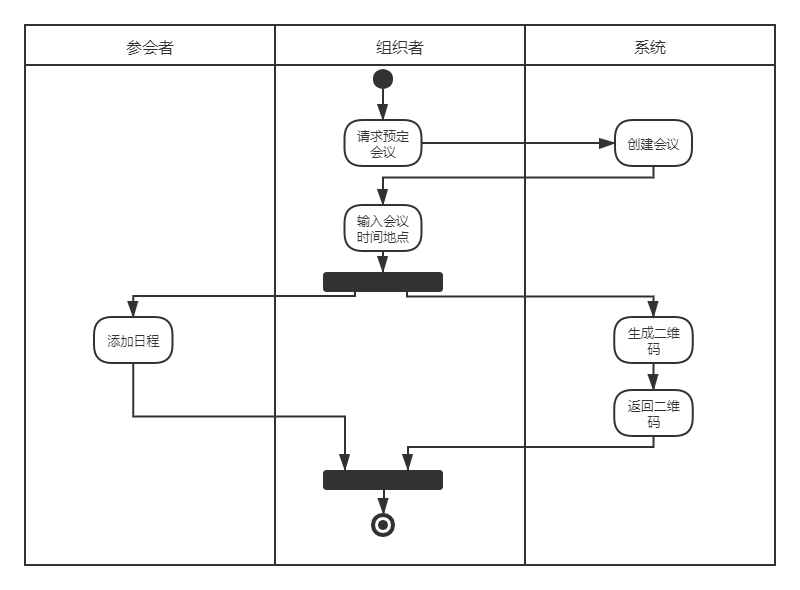 参会者
组织者
系统
请求预定
会议
创建会议
输入会议
时间地点
添加日程
生成二维
码
返回二维
码